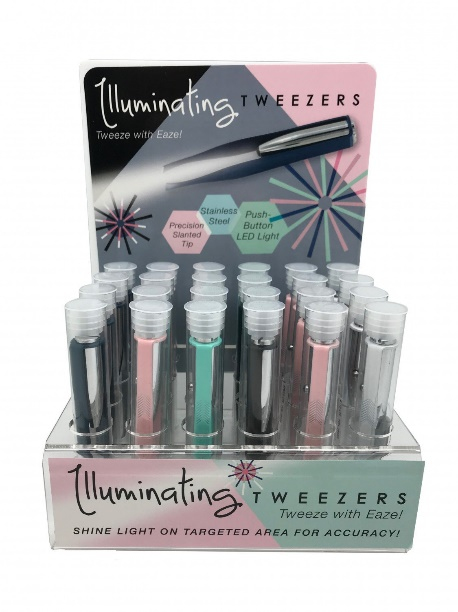 Illuminating TWEEZERS
Tweeze with Eaze!
Precision
Slanted
Tip
Stainless
Steel
Push-
Button
LED Light
Illuminating TWEEZERS
Tweeze with Eaze!
SHINE LIGHT ON TARGETED AREA FOR ACCURACY!